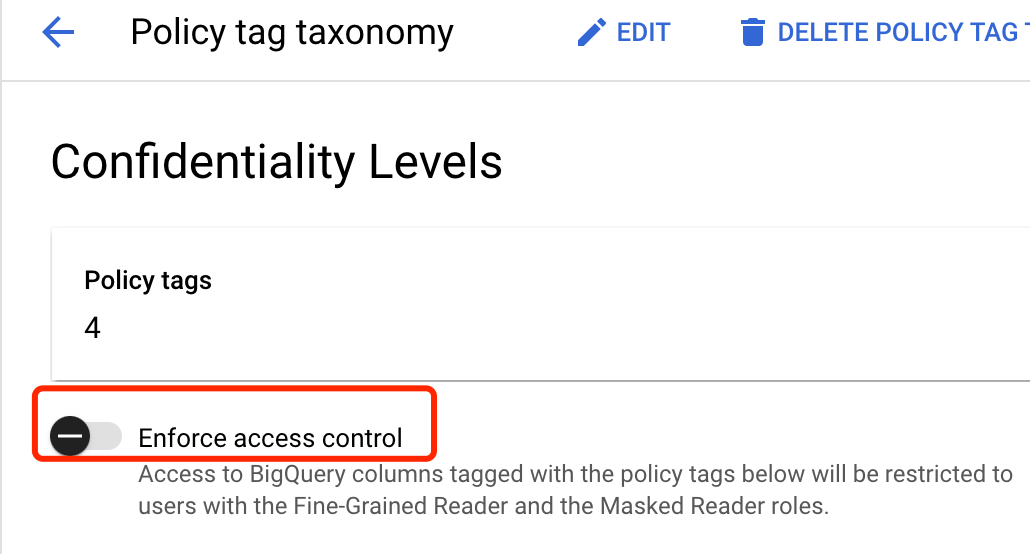 Policy tag taxonomy EDIT DELETE POLICY TAG
Confidentiality Levels
Policy tags
4
Enforce access control
Access to BigQuery columns tagged with the policy tags below will be restricted to
users with the Fine-Grained Reader and the Masked Reader roles.